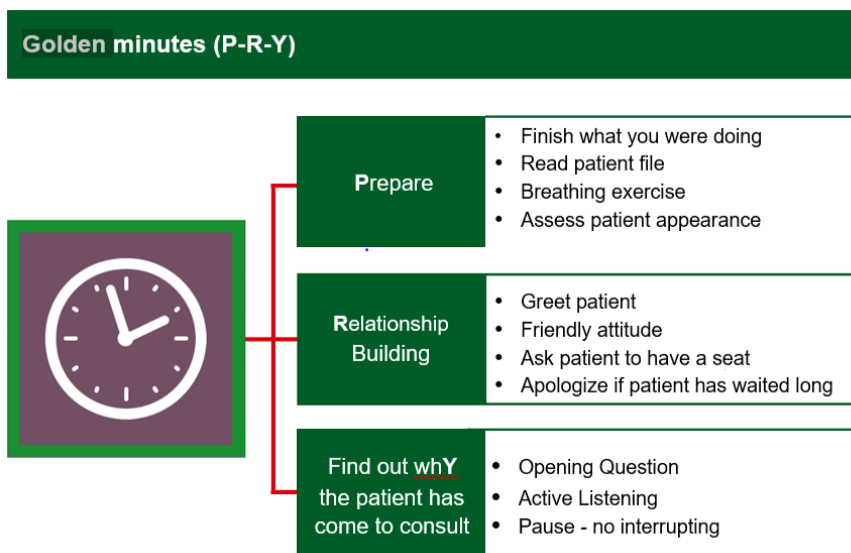 Golden minutes (P-R-Y)
Prepare
• Finish what you were doing
• Read patient file
• Breathing exercise
• Assess patient appearance
Relationship
Building
• Greet patient
• Friendly attitude
• Ask patient to have a seat
• Apologize if patient has waited long
Find out whY
the patient has
come to consult
• Opening Question
• Active Listening
• Pause - no interrupting